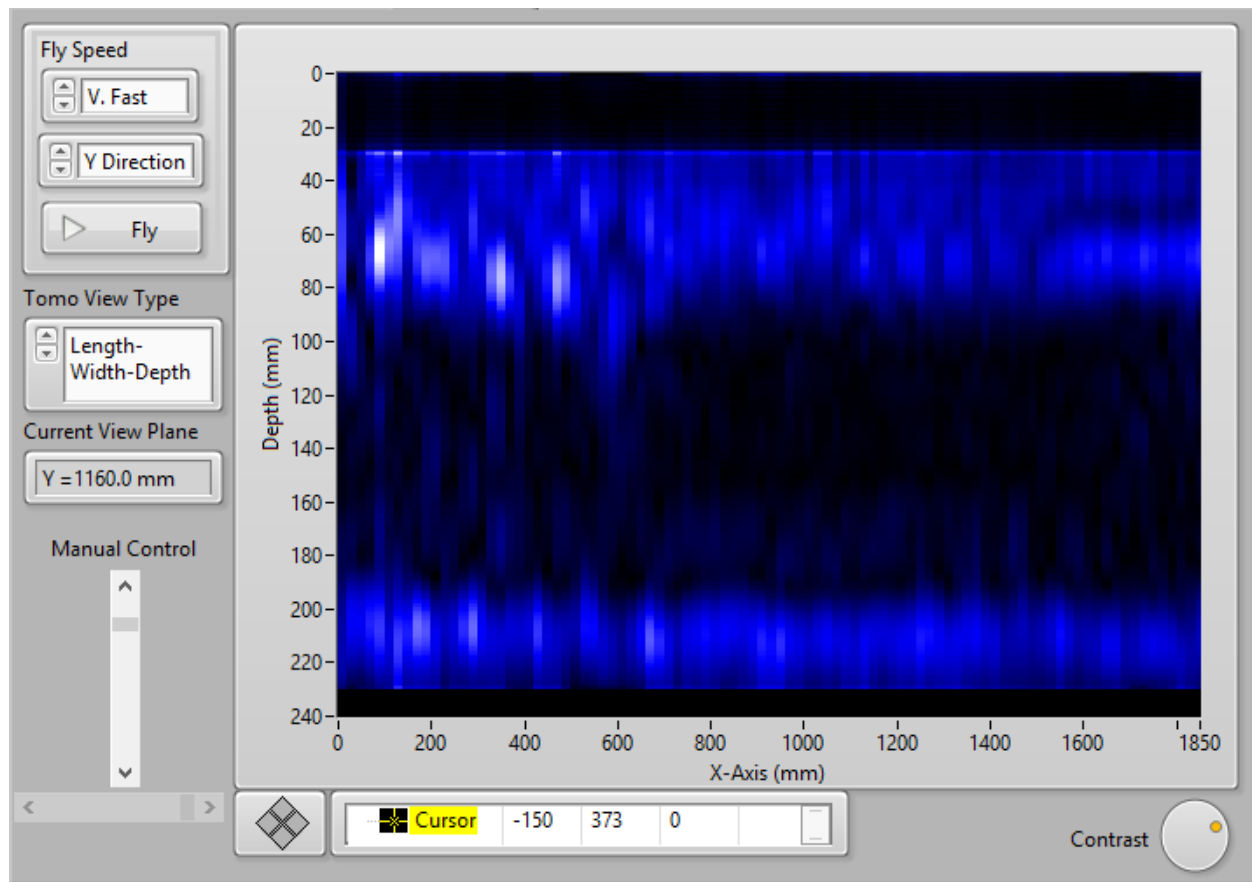 Fly Speed
V. Fast
Y Direction
Fly
Tomo View Type
Length-
Width-Depth
Current View Plane
Y =1160.0 mm
Manual Control
Depth (mm)
0
20
40
60
80
100
120
140
160
180
200
220
240
0 200 400 600 800 1000 1200 1400 1600 1850
X-Axis (mm)
Cursor -150 373 0
Contrast